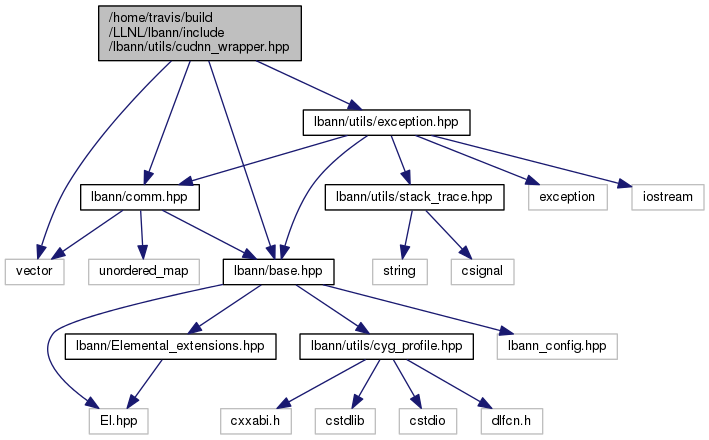 /home/travis/build
/LLNL/lbann/include
/lbann/utils/cudnn_wrapper.hpp
lbann/utils/exception.hpp
lbann/comm.hpp
lbann/utils/stack_trace.hpp
exception
iostream
vector
unordered_map
lbann/base.hpp
string
csignal
lbann/Elemental_extensions.hpp
lbann/utils/cyg_profile.hpp
lbann_config.hpp
El.hpp
cxxabi.h
cstdlib
cstdio
dlfcn.h